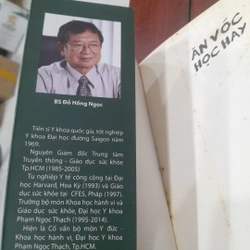 BS Đỗ Hồng Ngọc
Tiến sĩ Y khoa quốc gia tốt nghiệp
Y khoa Đại học đường Saigon năm
1969.
Nguyên Giám đốc Trung tâm
Truyền thông - Giáo dục sức khỏe
Tp.HCM (1985-2005)
Tu nghiệp Y tế công cộng tại Đại
học Harvard, Hoa Kỳ (1993) và Giáo
dục sức khỏe tại CFES, Pháp (1997).
Trưởng bộ môn Khoa học hành vi và
Giáo dục sức khỏe, Đại học Y khoa
Phạm Ngọc Thạch (1995-2014).
Hiện là Cố vấn bộ môn Y đức -
Khoa học hành vi, Đại học Y khoa
Phạm Ngọc Thạch, Tp.HCM.
ĂN VÓC
HỌC HAY